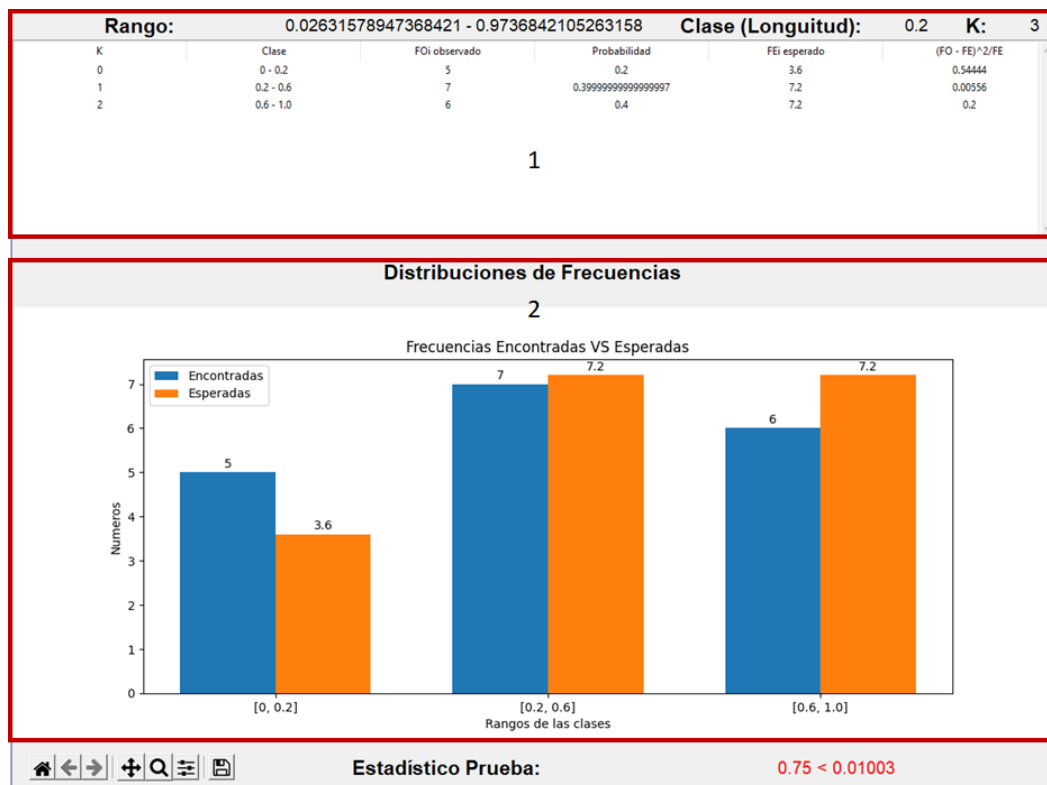 Rango: 0.02631578947368421 - 0.9736842105263158 Clase (Longuitud): 0.2 K: 3
K Clase FOi observado Probabilidad FEi esperado (FO - FE)^2/FE
0 0 - 0.2 5 0.2 3.6 0.54444
1 0.2 - 0.6 7 0.39999999999999997 7.2 0.00556
2 0.6 - 1.0 6 0.4 7.2 0.2
1
Distribuciones de Frecuencias
2
Frecuencias Encontradas VS Esperadas
Encontradas
Esperadas
7
6
5
4
3
2
1
0
Numeros
5
3.6
7
7.2
6
7.2
[0, 0.2] [0.2, 0.6] [0.6, 1.0]
Rangos de las clases
Estadístico Prueba: 0.75 < 0.01003